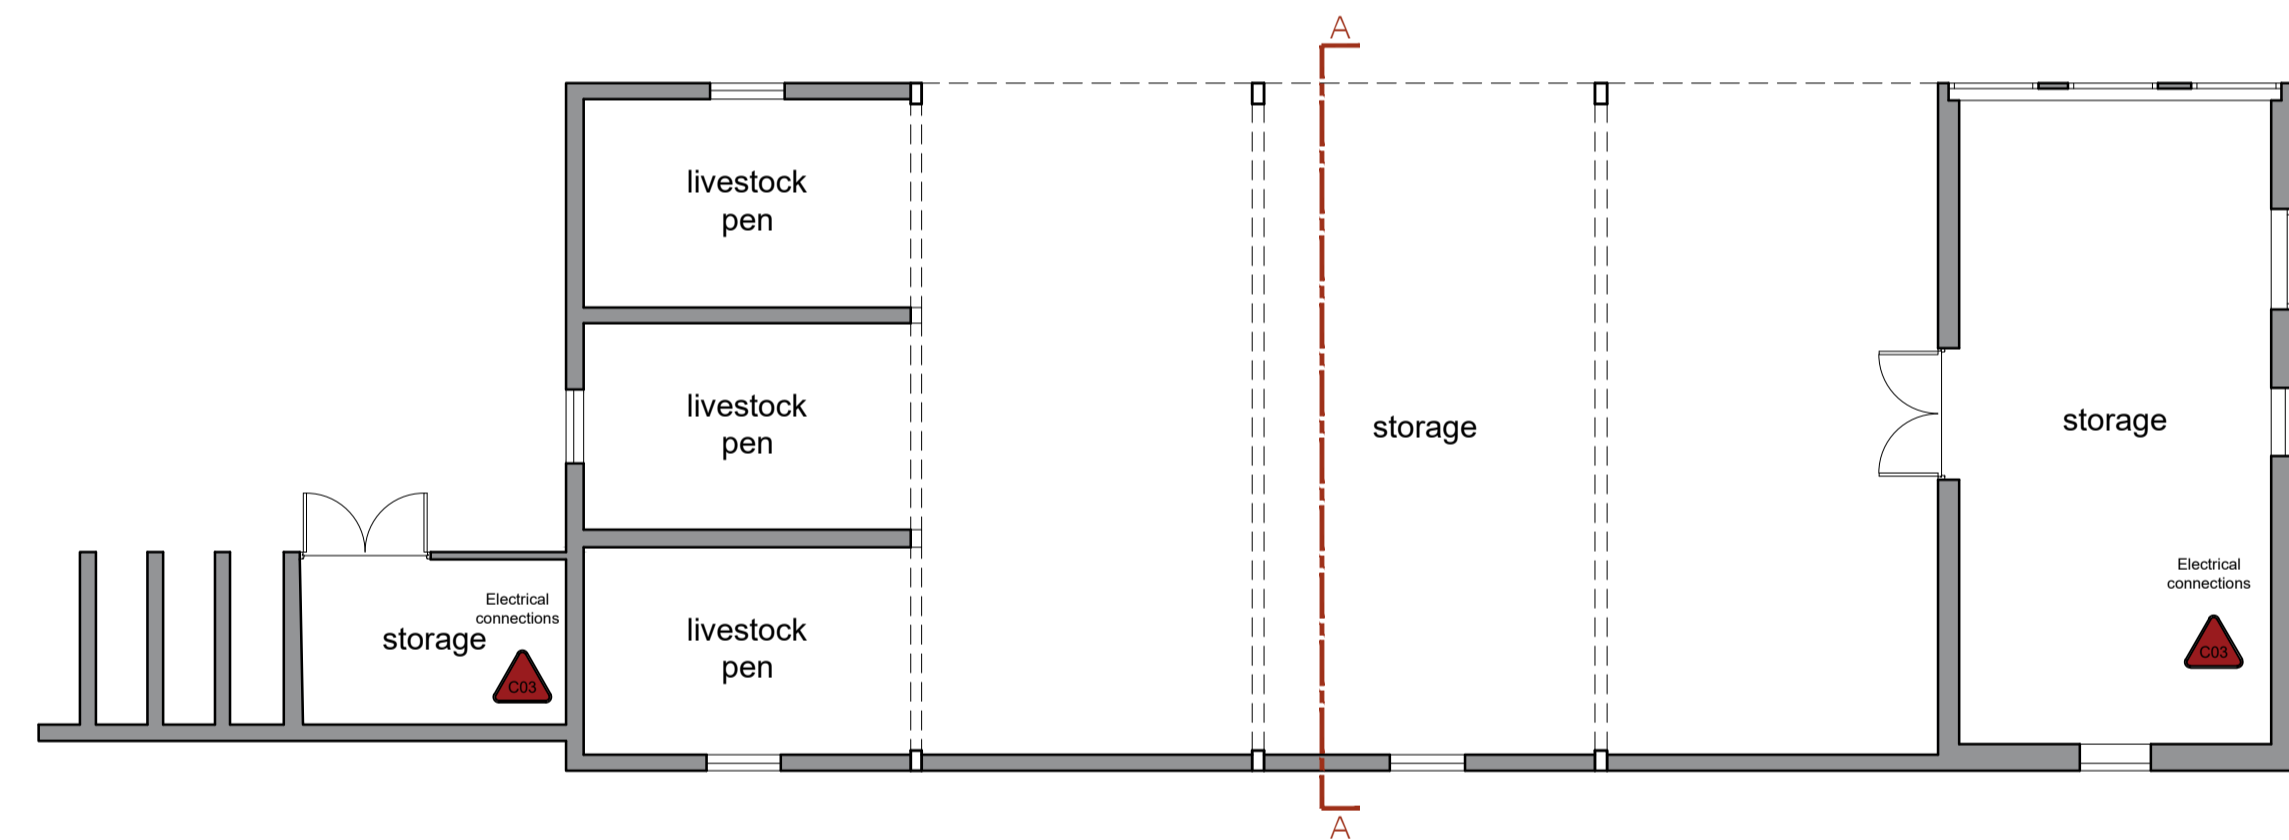 A
livestock
pen
livestock
pen
storage
storage
Electrical
connections
C03
Electrical
connections
storage
C03
livestock
pen
A